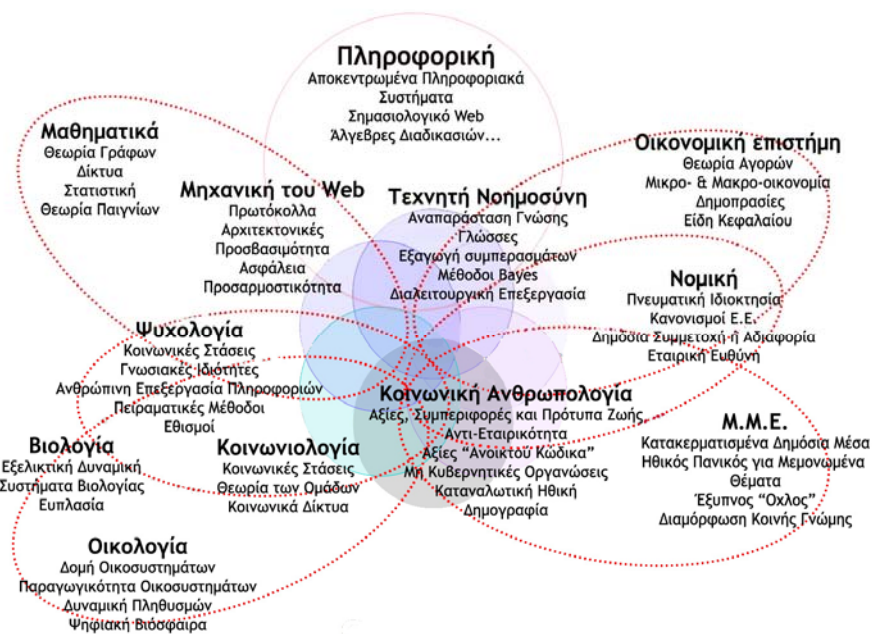 Πληροφορική
Αποκεντρωμένα Πληροφοριακά
Συστήματα
Σημασιολογικό Web
Άλγεβρες Διαδικασιών...
Μαθηματικά
Θεωρία Γράφων
Δίκτυα
Στατιστική
Θεωρία Παιγνίων
Οικονομική επιστήμη
Θεωρία Αγορών
Μικρο- & Μακρο-οικονομία
Δημοπρασίες
Είδη Κεφαλαίου
Μηχανική του Web
Πρωτόκολλα
Αρχιτεκτονικές
Προσβασιμότητα
Ασφάλεια
Προσαρμοστικότητα
Τεχνητή Νοημοσύνη
Αναπαράσταση Γνώσης
Γλώσσες
Εξαγωγή συμπερασμάτων
Μέθοδοι Bayes
Διαλειτουργική Επεξεργασία
Νομική
Πνευματική Ιδιοκτησία
Κανονισμοί Ε.Ε.
Δημόσια Συμμετοχή ή Αδιαφορία
Εταιρική Ευθύνη
Ψυχολογία
Κοινωνικές Στάσεις
Γνωσιακές Ιδιότητες
Ανθρώπινη Επεξεργασία Πληροφοριών
Πειραματικές Μέθοδοι
Εθισμοί
Κοινωνική Ανθρωπολογία
Αξίες, Συμπεριφορές και Πρότυπα Ζωής,
Αντι-Εταιρικότητα
Αξίες “Ανοικτού Κώδικα”
Μη Κυβερνητικές Οργανώσεις
Καταναλωτική Ηθική
Δημογραφία
Μ.Μ.Ε.
Κατακερματισμένα Δημόσια Μέσα
Ηθικός Πανικός για Μεμονωμένα
Θέματα
Έξυπνος “Οχλος”
Διαμόρφωση Κοινής Γνώμης
Βιολογία
Εξελικτική Δυναμική
Συστήματα Βιολογίας
Ευπλασία
Κοινωνιολογία
Κοινωνικές Στάσεις
Θεωρία των Ομάδων
Κοινωνικά Δίκτυα
Οικολογία
Δομή Οικοσυστημάτων
Παραγωγικότητα Οικοσυστημάτων
Δυναμική Πληθυσμών
Ψηφιακή Βιόσφαιρα